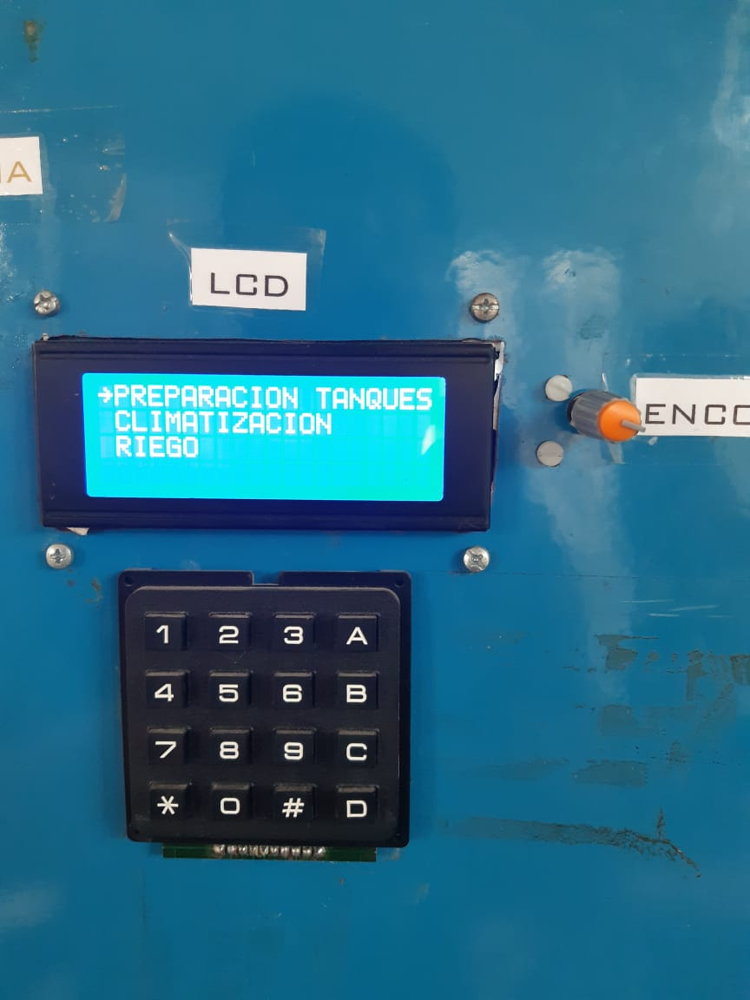 A
LCD
→PREPARACION TANQUES
CLIMATIZACION
RIEGO
ENCO
1 2 3 A
4 5 6 B
7 8 9 C
* 0 # D